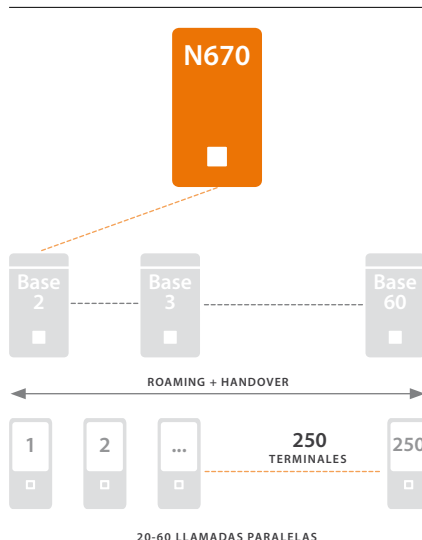 N670
Base
2
Base
3
Base
60
ROAMING + HANDOVER
1
2
...
250
TERMINALES
250
20-60 LLAMADAS PARALELAS